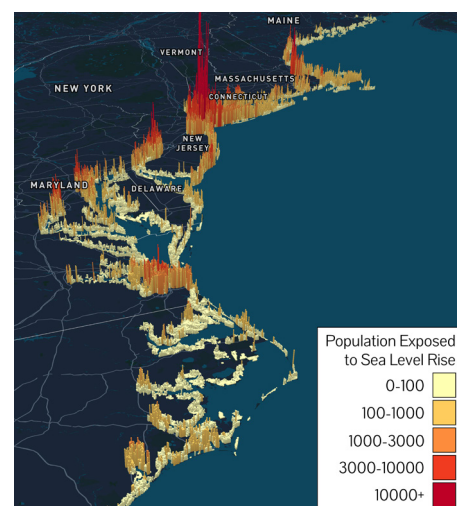 MAINE
VERMONT
MASSACHUSETTS
NEW YORK
CONNECTICUT
NEW
JERSEY
MARYLAND
DELAWARE
Population Exposed
to Sea Level Rise
0-100
100-1000
1000-3000
3000-10000
10000+